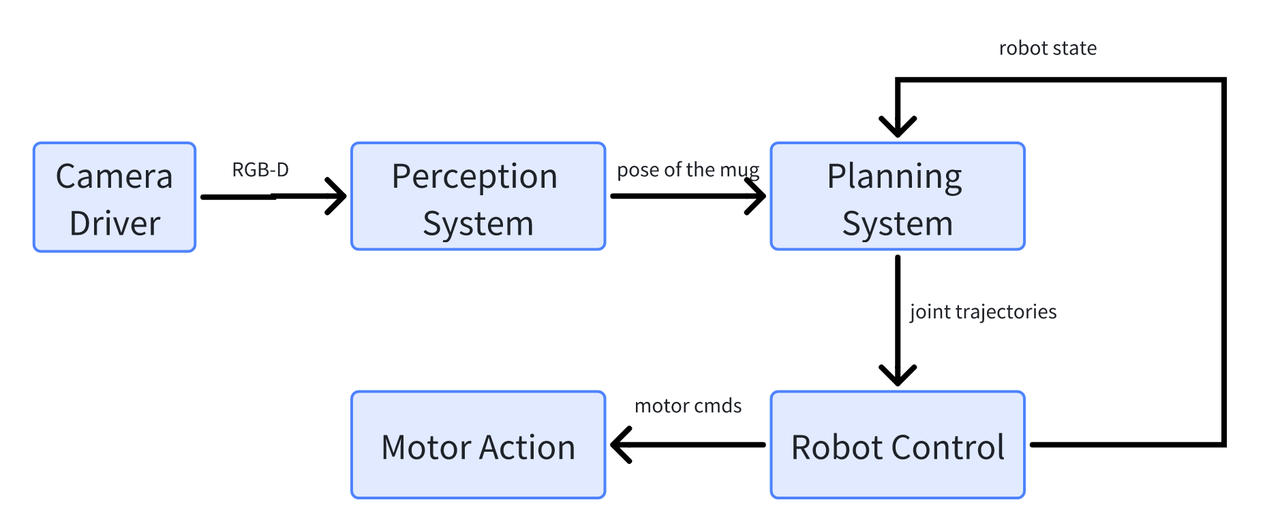 robot state
Camera
Driver
RGB-D
Perception
System
pose of the mug
Planning
System
joint trajectories
Motor Action
motor cmds
Robot Control